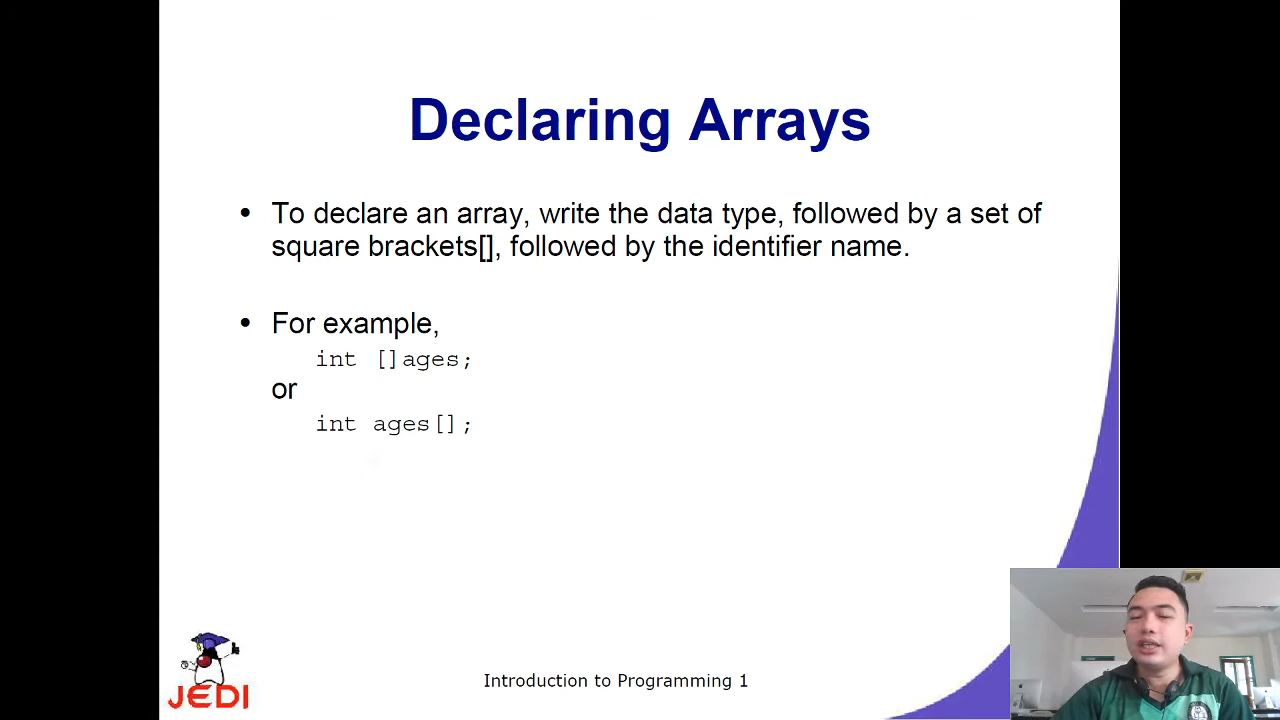 Declaring Arrays
• To declare an array, write the data type, followed by a set of
square brackets[], followed by the identifier name.
• For example,
int []ages;
or
int ages[];
JEDI
Introduction to Programming 1